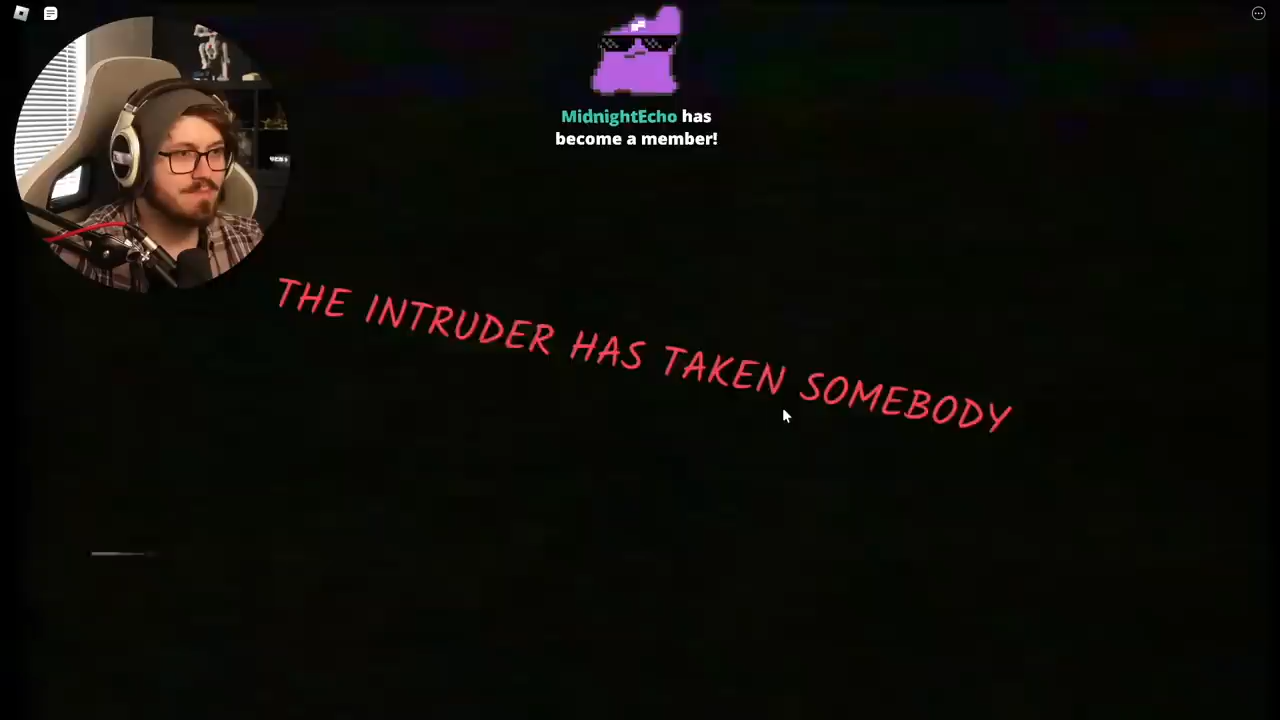 MidnightEcho has
become a member!
THE INTRUDER HAS TAKEN SOMEBODY